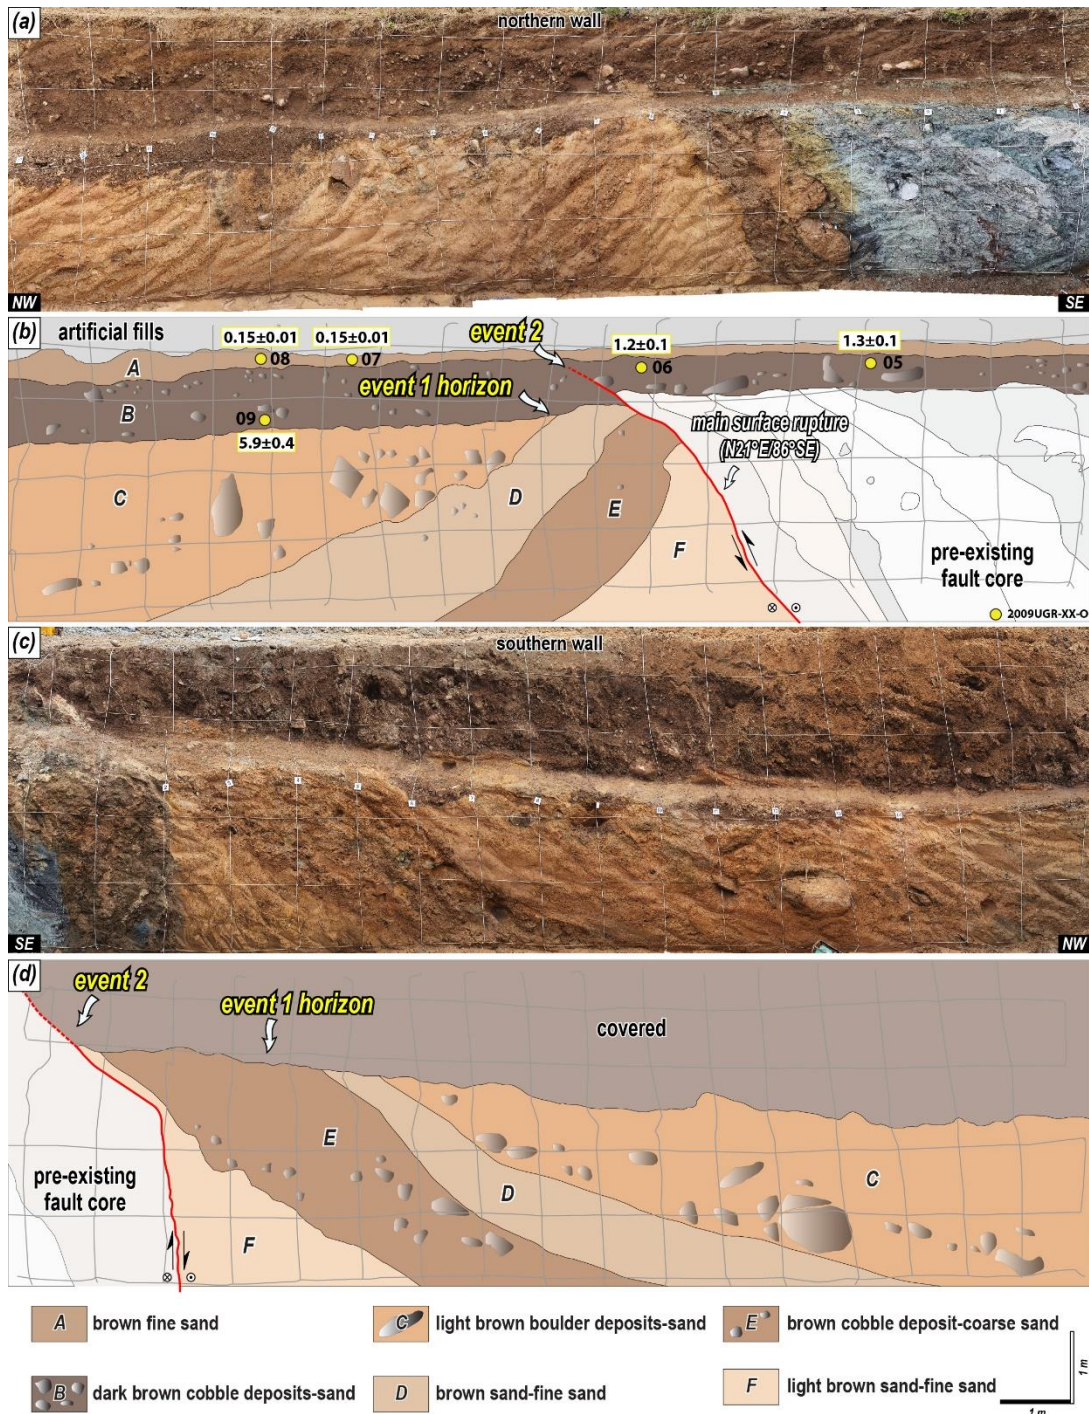 (a)
northern wall
NW
SE
(b)
artificial fills
0.15±0.01
0.15±0.01
event 2
1.2±0.1
1.3±0.1
A
08
07
06
05
event 1 horizon
B
09
5.9±0.4
main surface rupture
(N21°E/86°SE)
C
D
E
F
pre-existing
fault core
2009UGR-XX-O
(c)
southern wall
SE
NW
(d)
event 2
event 1 horizon
covered
E
pre-existing
fault core
D
C
F
A brown fine sand
C light brown boulder deposits-sand
E brown cobble deposit-coarse sand
B dark brown cobble deposits-sand
D brown sand-fine sand
F light brown sand-fine sand
1 m
1 m